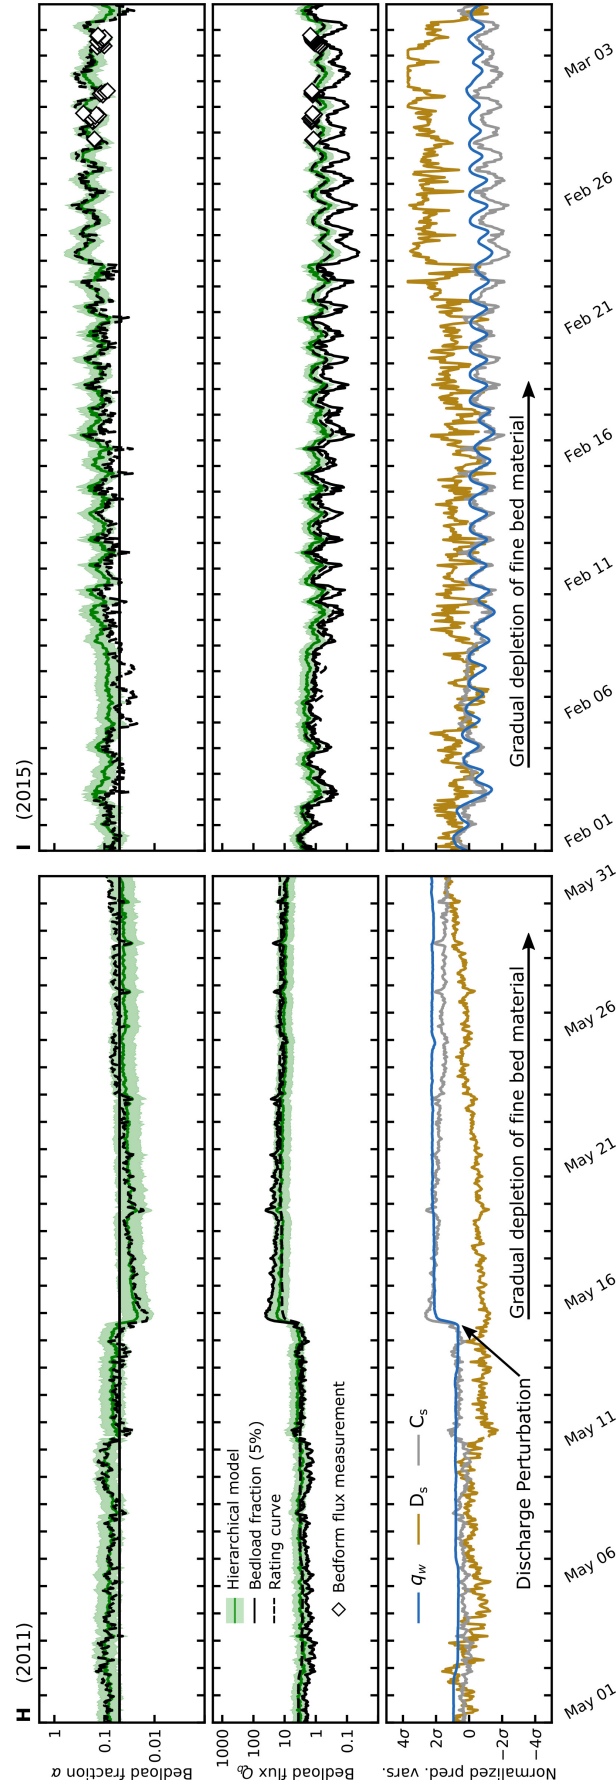 H (2011)
I (2015)
Bedload fraction α
1
0.1
0.01
Bedload flux Qb
1000
100
10
1
0.1
Hierarchical model
Bedload fraction (5%)
Rating curve
Bedform flux measurement
Normalized pred. vars.
4σ
2σ
0
−2σ
−4σ
qw
Ds
Cs
Discharge Perturbation
Gradual depletion of fine bed material
Gradual depletion of fine bed material
May 01
May 06
May 11
May 16
May 21
May 26
May 31
Feb 01
Feb 06
Feb 11
Feb 16
Feb 21
Feb 26
Mar 03